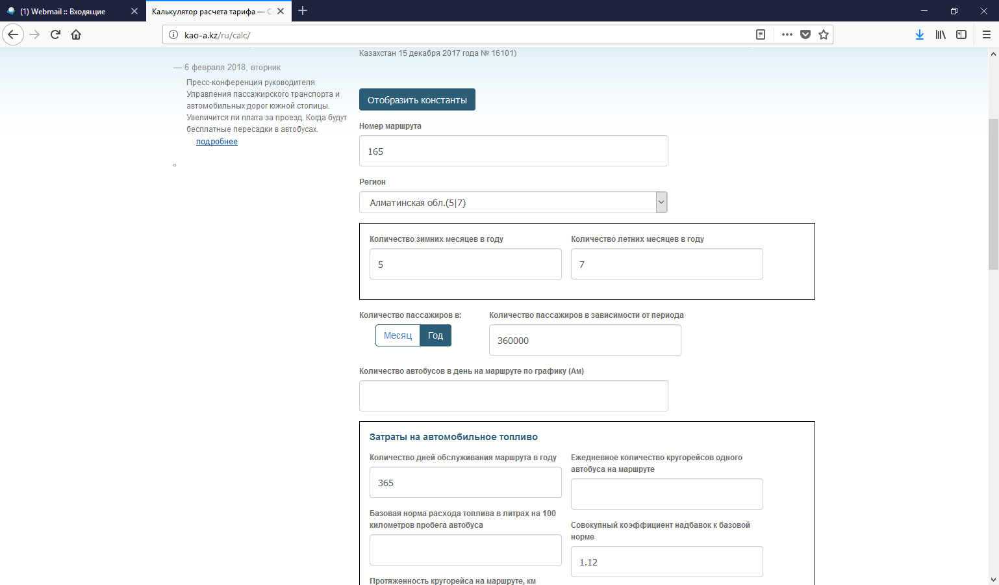 (1) Webmail :: Входящие
Калькулятор расчета тарифа — С
kao-a.kz/ru/calc/
Казахстан 15 декабря 2017 года № 16101)
— 6 февраля 2018, вторник
Пресс-конференция руководителя
Управления пассажирского транспорта и
автомобильных дорог южной столицы.
Увеличится ли плата за проезд. Когда будут
бесплатные пересадки в автобусах.
подробнее
Отобразить константы
Номер маршрута
165
Регион
Алматинская обл.(5|7)
Количество зимних месяцев в году
Количество летних месяцев в году
5
7
Количество пассажиров в:
Количество пассажиров в зависимости от периода
Месяц
Год
360000
Количество автобусов в день на маршруте по графику (Ам)
Затраты на автомобильное топливо
Количество дней обслуживания маршрута в году
365
Ежедневное количество кругорейсов одного
автобуса на маршруте
Базовая норма расхода топлива в литрах на 100
километров пробега автобуса
Совокупный коэффициент надбавок к базовой
норме
1.12
Протяженность кругорейса на маршруте, км